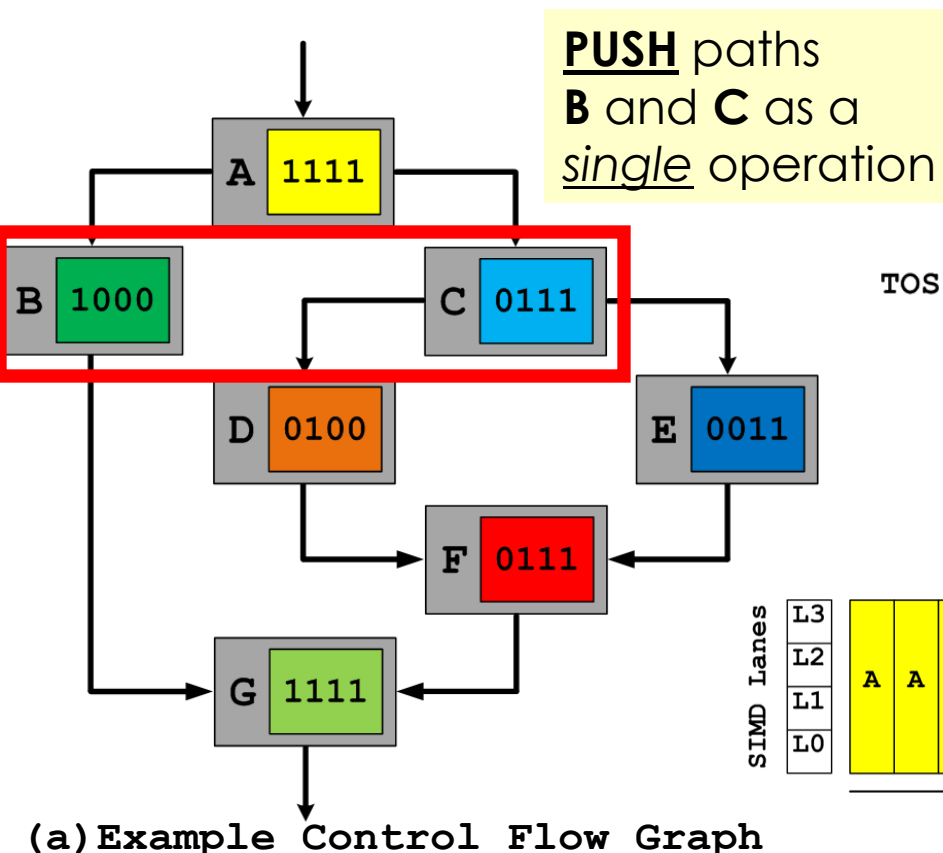 PUSH paths
B and C as a
single operation
A 1111
B 1000
C 0111
TOS
D 0100
E 0011
F 0111
G 1111
SIMD Lanes
L3
L2
L1
L0
A A
(a)Example Control Flow Graph